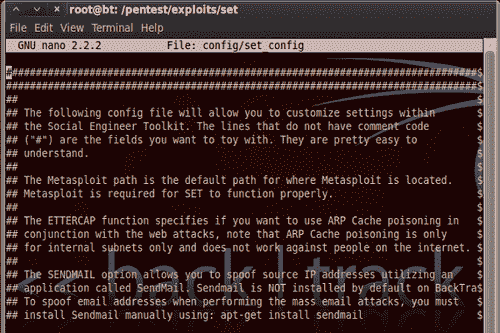 root@bt: /pentest/exploits/set
File Edit View Terminal Help
GNU nano 2.2.2 File: config/set_config
################################################################################$
################################################################################$
## $
## The following config file will allow you to customize settings within $
## the Social Engineer Toolkit. The lines that do not have comment code $
## ("#") are the fields you want to toy with. They are pretty easy to $
## understand. $
## $
## The Metasploit path is the default path for where Metasploit is located. $
## Metasploit is required for SET to function properly. $
## $
## The ETTERCAP function specifies if you want to use ARP Cache poisoning in $
## conjunction with the web attacks, note that ARP Cache poisoning is only $
## for internal subnets only and does not work against people on the internet. $
## $
## The SENDMAIL option allows you to spoof source IP addresses utilizing an $
## application called SendMail. Sendmail is NOT installed by default on BackTra$
## To spoof email addresses when performing the mass email attacks, you must $
## install Sendmail manually using: apt-get install sendmail $
<< back | track